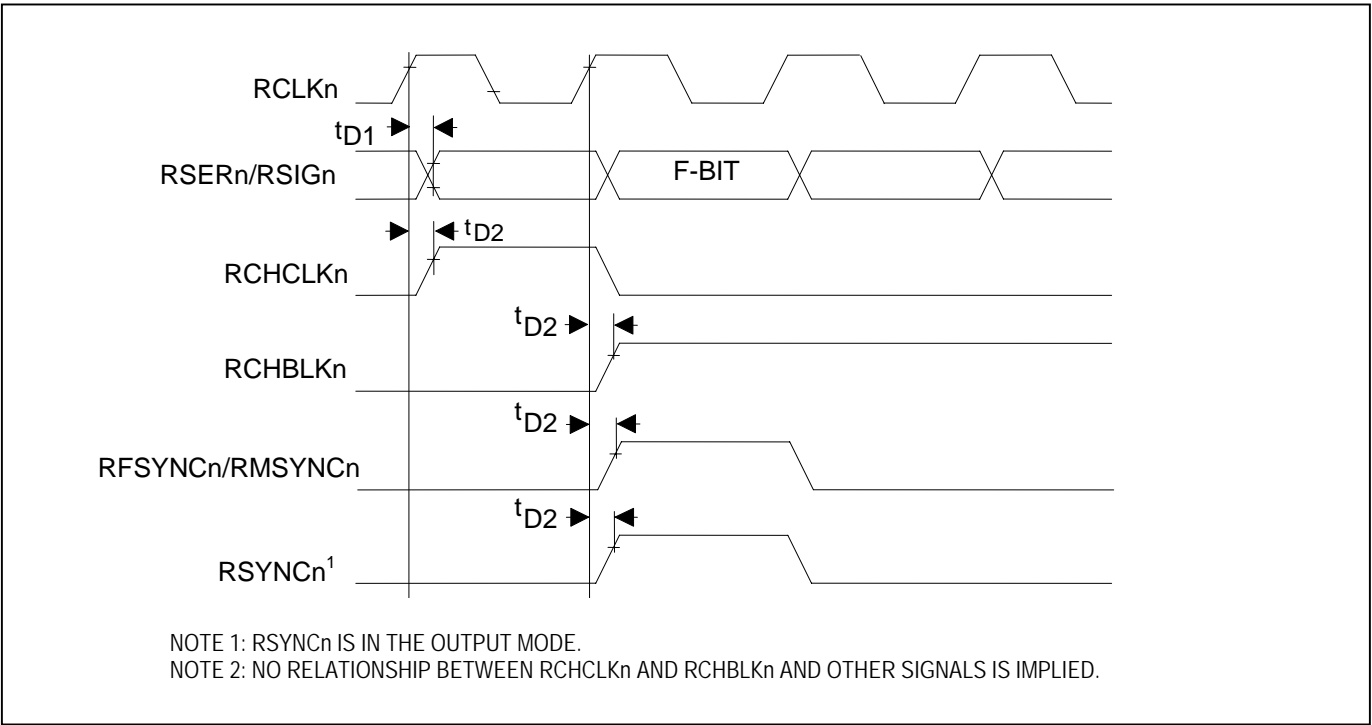 RCLKn
tD1
RSERn/RSIGn
F-BIT
tD2
RCHCLKn
tD2
RCHBLKn
tD2
RFSYNCn/RMSYNCn
tD2
RSYNCn¹
NOTE 1: RSYNCn IS IN THE OUTPUT MODE.
NOTE 2: NO RELATIONSHIP BETWEEN RCHCLKn AND RCHBLKn AND OTHER SIGNALS IS IMPLIED.